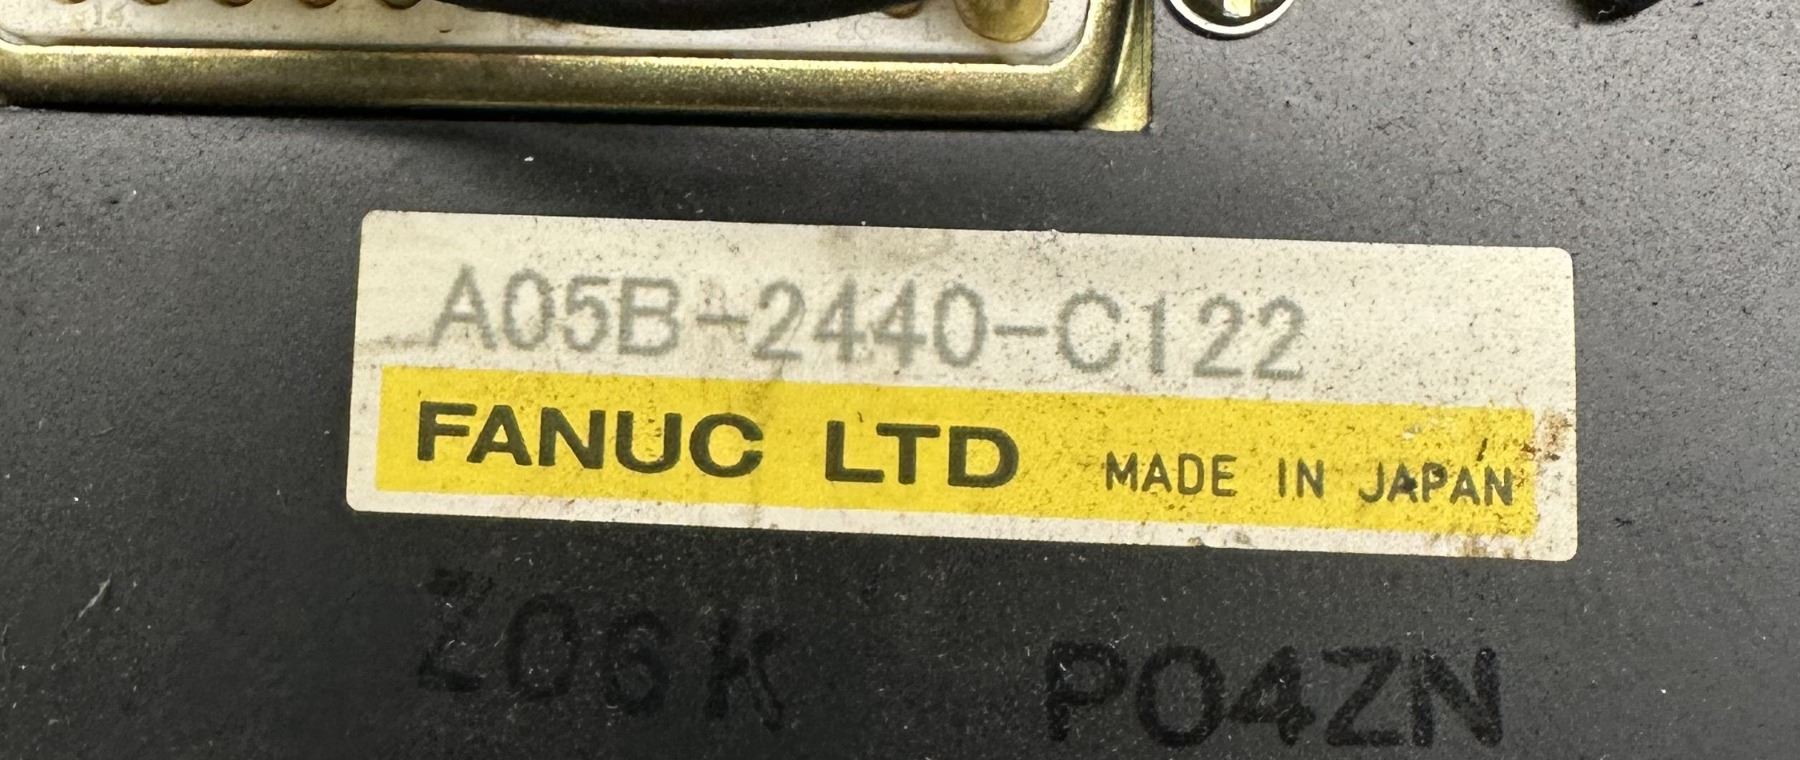 A05B-2440-C122
FANUC LTD MADE IN JAPAN
Z06K P04ZN